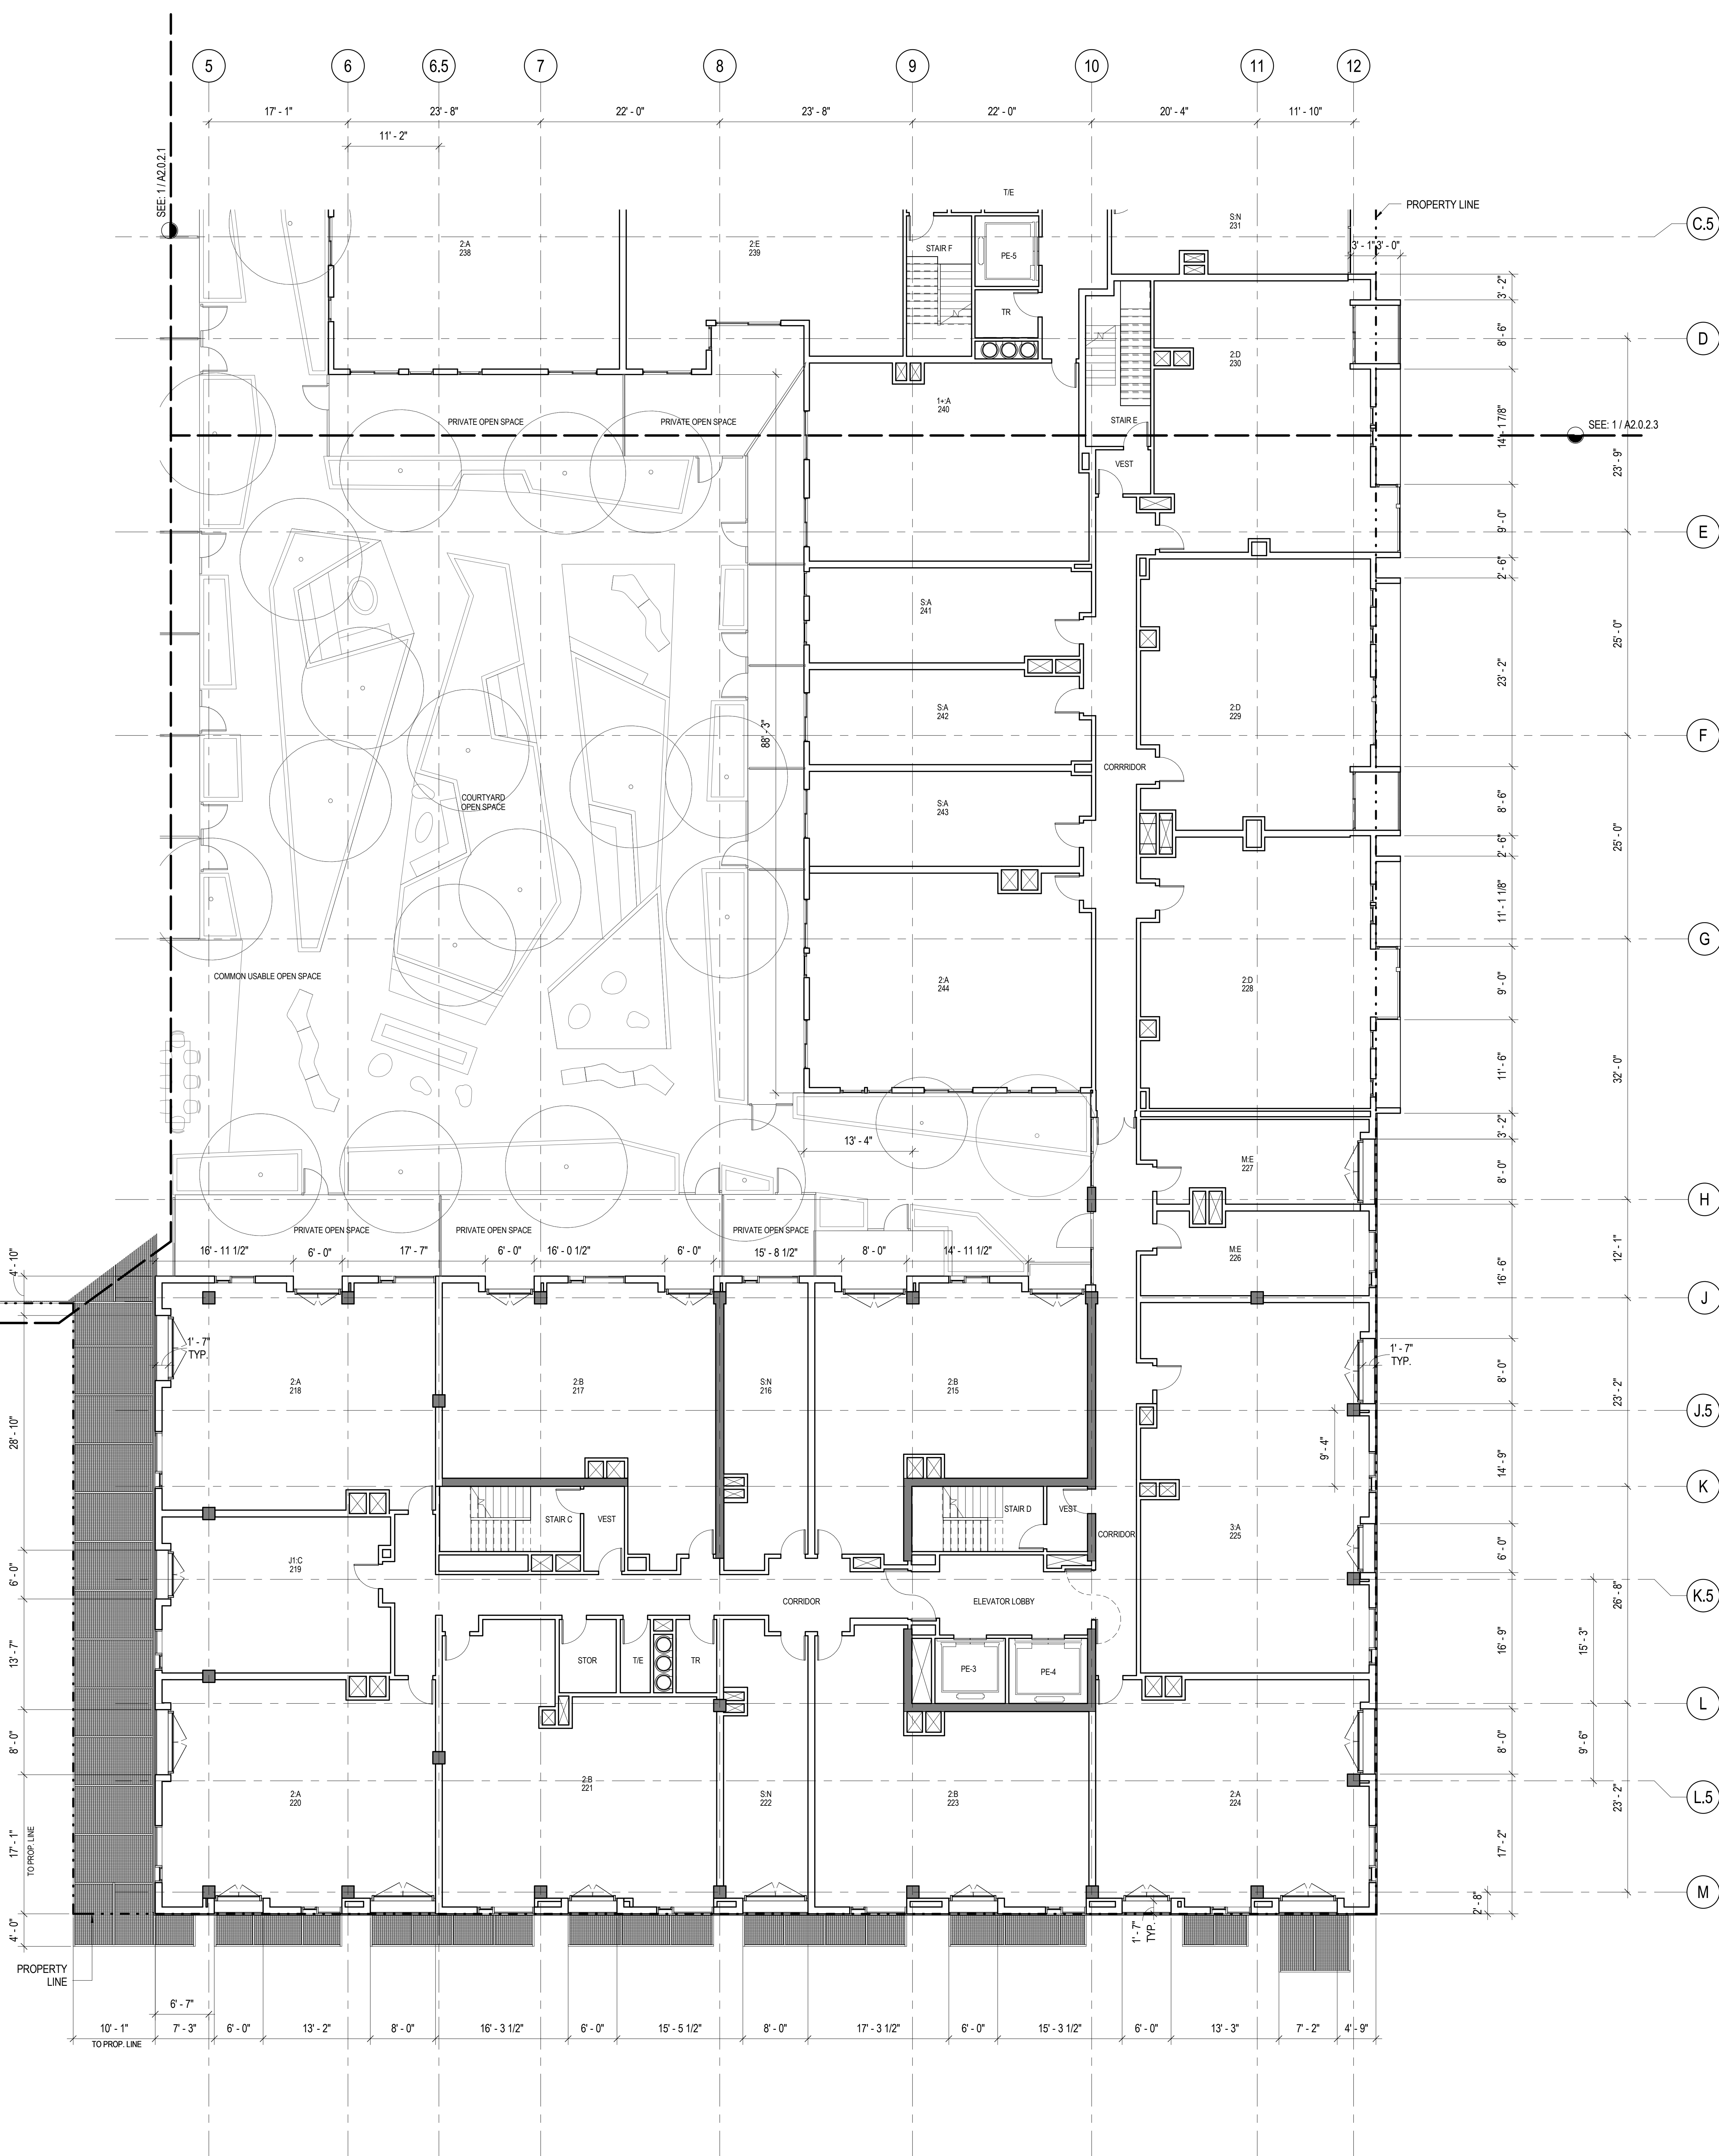 5
6
6.5
7
8
9
10
11
12
17' - 1"
23' - 8"
22' - 0"
23' - 8"
22' - 0"
20' - 4"
11' - 10"
11' - 2"
SEE: 1 / A2.0.2.1
T/E
PROPERTY LINE
S:N
231
C.5
2:A
238
2:E
239
STAIR F
PE-5
3' - 1"
3' - 0"
3' - 2"
TR
D
8' - 6"
2:D
230
1+:A
240
PRIVATE OPEN SPACE
PRIVATE OPEN SPACE
STAIR E
14' - 1 7/8"
SEE: 1 / A2.0.2.3
23' - 9"
VEST
9' - 0"
E
2' - 6"
S:A
241
25' - 0"
23' - 2"
S:A
242
2:D
229
88' - 3"
F
CORRRIDOR
COURTYARD
OPEN SPACE
S:A
243
8' - 6"
25' - 0"
2' - 6"
11' - 1 1/8"
G
COMMON USABLE OPEN SPACE
2:A
244
2:D
228
9' - 0"
11' - 6"
32' - 0"
3' - 2"
13' - 4"
M:E
227
8' - 0"
H
PRIVATE OPEN SPACE
PRIVATE OPEN SPACE
PRIVATE OPEN SPACE
16' - 11 1/2"
6' - 0"
17' - 7"
6' - 0"
16' - 0 1/2"
6' - 0"
15' - 8 1/2"
8' - 0"
14' - 11 1/2"
M:E
226
4' - 10"
12' - 1"
16' - 6"
J
1' - 7"
TYP.
1' - 7"
TYP.
2:A
218
2:B
217
S:N
216
2:B
215
8' - 0"
23' - 2"
J.5
28' - 10"
9' - 4"
14' - 9"
K
STAIR C
VEST
STAIR D
VEST
CORRIDOR
3:A
225
J1:C
219
6' - 0"
6' - 0"
K.5
26' - 8"
CORRIDOR
ELEVATOR LOBBY
13' - 7"
16' - 9"
15' - 3"
STOR
T/E
TR
PE-3
PE-4
L
8' - 0"
8' - 0"
9' - 6"
2:A
220
2:B
221
S:N
222
2:B
223
2:A
224
23' - 2"
L.5
17' - 1"
TO PROP. LINE
17' - 2"
M
2' - 8"
4' - 0"
1' - 7"
TYP.
PROPERTY
LINE
6' - 7"
10' - 1"
TO PROP. LINE
7' - 3"
6' - 0"
13' - 2"
8' - 0"
16' - 3 1/2"
6' - 0"
15' - 5 1/2"
8' - 0"
17' - 3 1/2"
6' - 0"
15' - 3 1/2"
6' - 0"
13' - 3"
7' - 2"
4' - 9"